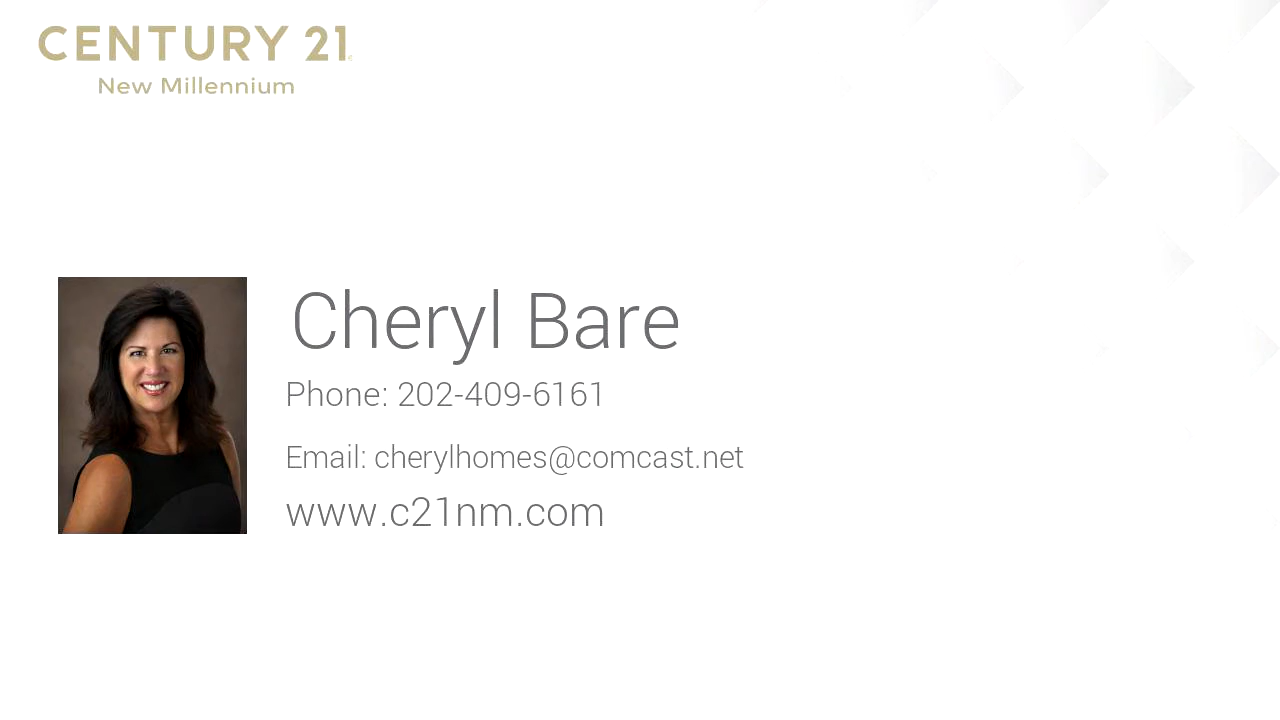 CENTURY 21
New Millennium
Cheryl Bare
Phone: 202-409-6161
Email: cherylhomes@comcast.net
www.c21nm.com